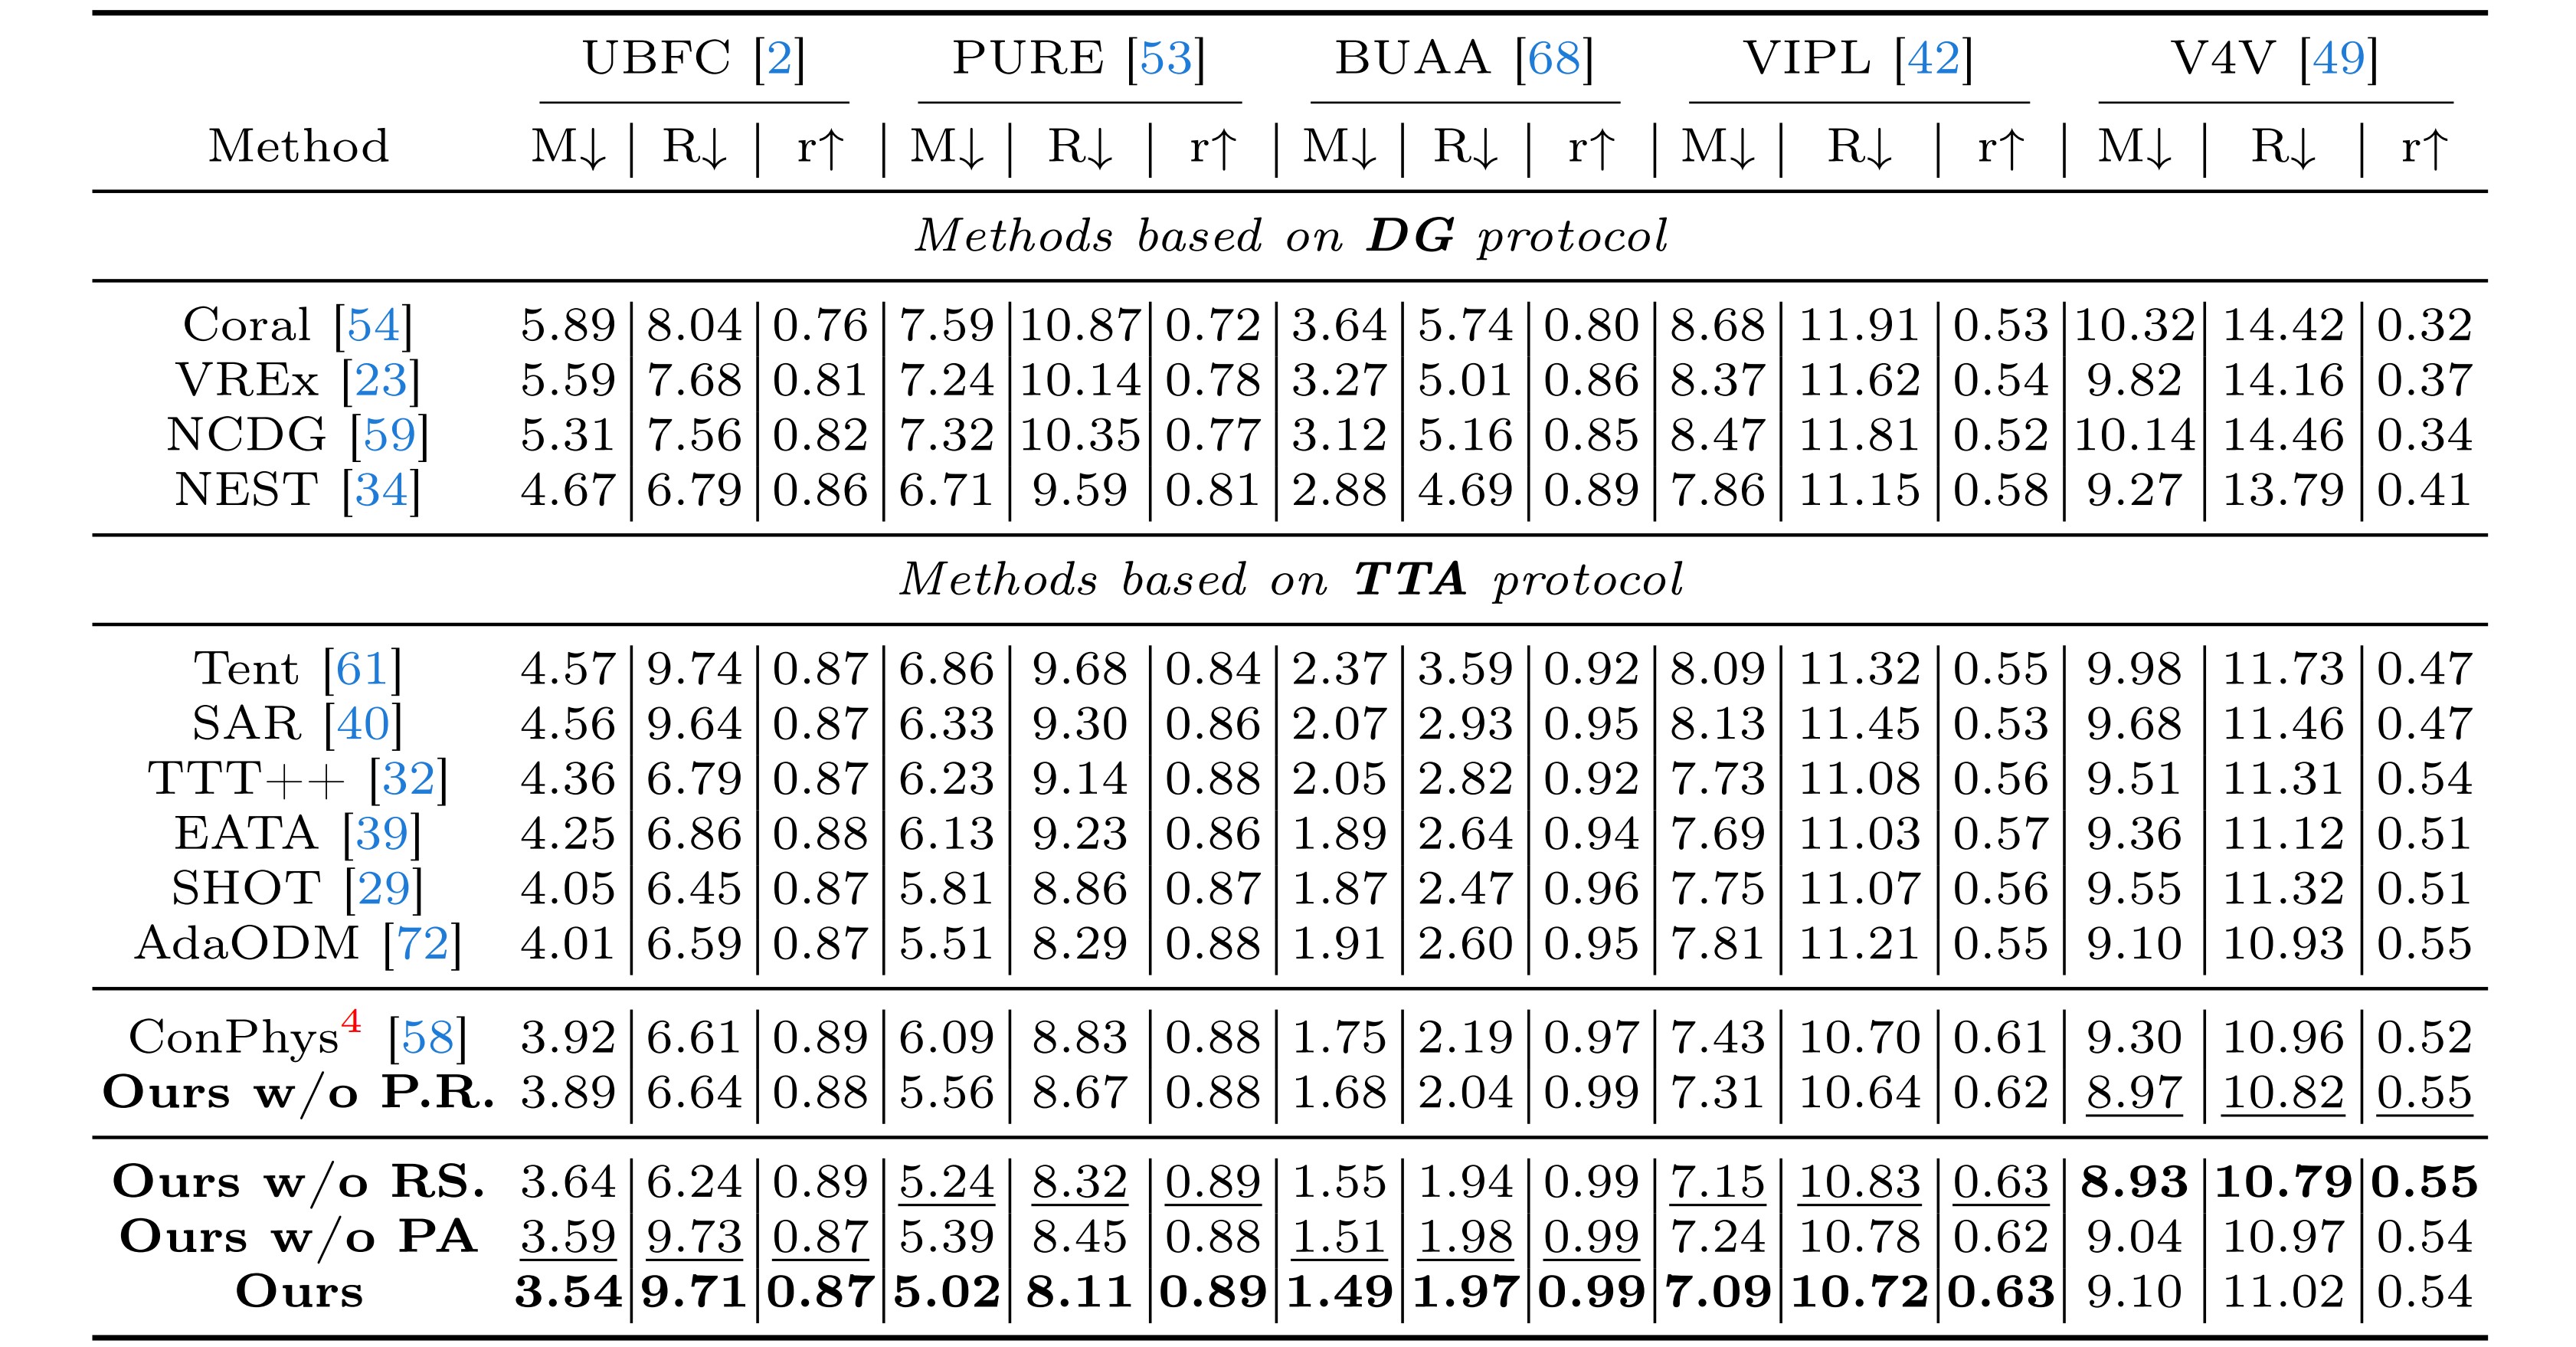 UBFC [2] PURE [53] BUAA [68] VIPL [42] V4V [49]
Method M↓ R↓ r↑ M↓ R↓ r↑ M↓ R↓ r↑ M↓ R↓ r↑ M↓ R↓ r↑
Methods based on DG protocol
Coral [54] 5.89 8.04 0.76 7.59 10.87 0.72 3.64 5.74 0.80 8.68 11.91 0.53 10.32 14.42 0.32
VREx [23] 5.59 7.68 0.81 7.24 10.14 0.78 3.27 5.01 0.86 8.37 11.62 0.54 9.82 14.16 0.37
NCDG [59] 5.31 7.56 0.82 7.32 10.35 0.77 3.12 5.16 0.85 8.47 11.81 0.52 10.14 14.46 0.34
NEST [34] 4.67 6.79 0.86 6.71 9.59 0.81 2.88 4.69 0.89 7.86 11.15 0.58 9.27 13.79 0.41
Methods based on TTA protocol
Tent [61] 4.57 9.74 0.87 6.86 9.68 0.84 2.37 3.59 0.92 8.09 11.32 0.55 9.98 11.73 0.47
SAR [40] 4.56 9.64 0.87 6.33 9.30 0.86 2.07 2.93 0.95 8.13 11.45 0.53 9.68 11.46 0.47
TTT++ [32] 4.36 6.79 0.87 6.23 9.14 0.88 2.05 2.82 0.92 7.73 11.08 0.56 9.51 11.31 0.54
EATA [39] 4.25 6.86 0.88 6.13 9.23 0.86 1.89 2.64 0.94 7.69 11.03 0.57 9.36 11.12 0.51
SHOT [29] 4.05 6.45 0.87 5.81 8.86 0.87 1.87 2.47 0.96 7.75 11.07 0.56 9.55 11.32 0.51
AdaODM [72] 4.01 6.59 0.87 5.51 8.29 0.88 1.91 2.60 0.95 7.81 11.21 0.55 9.10 10.93 0.55
ConPhys4 [58] 3.92 6.61 0.89 6.09 8.83 0.88 1.75 2.19 0.97 7.43 10.70 0.61 9.30 10.96 0.52
Ours w/o P.R. 3.89 6.64 0.88 5.56 8.67 0.88 1.68 2.04 0.99 7.31 10.64 0.62 8.97 10.82 0.55
Ours w/o RS. 3.64 6.24 0.89 5.24 8.32 0.89 1.55 1.94 0.99 7.15 10.83 0.63 8.93 10.79 0.55
Ours w/o PA 3.59 9.73 0.87 5.39 8.45 0.88 1.51 1.98 0.99 7.24 10.78 0.62 9.04 10.97 0.54
Ours 3.54 9.71 0.87 5.02 8.11 0.89 1.49 1.97 0.99 7.09 10.72 0.63 9.10 11.02 0.54